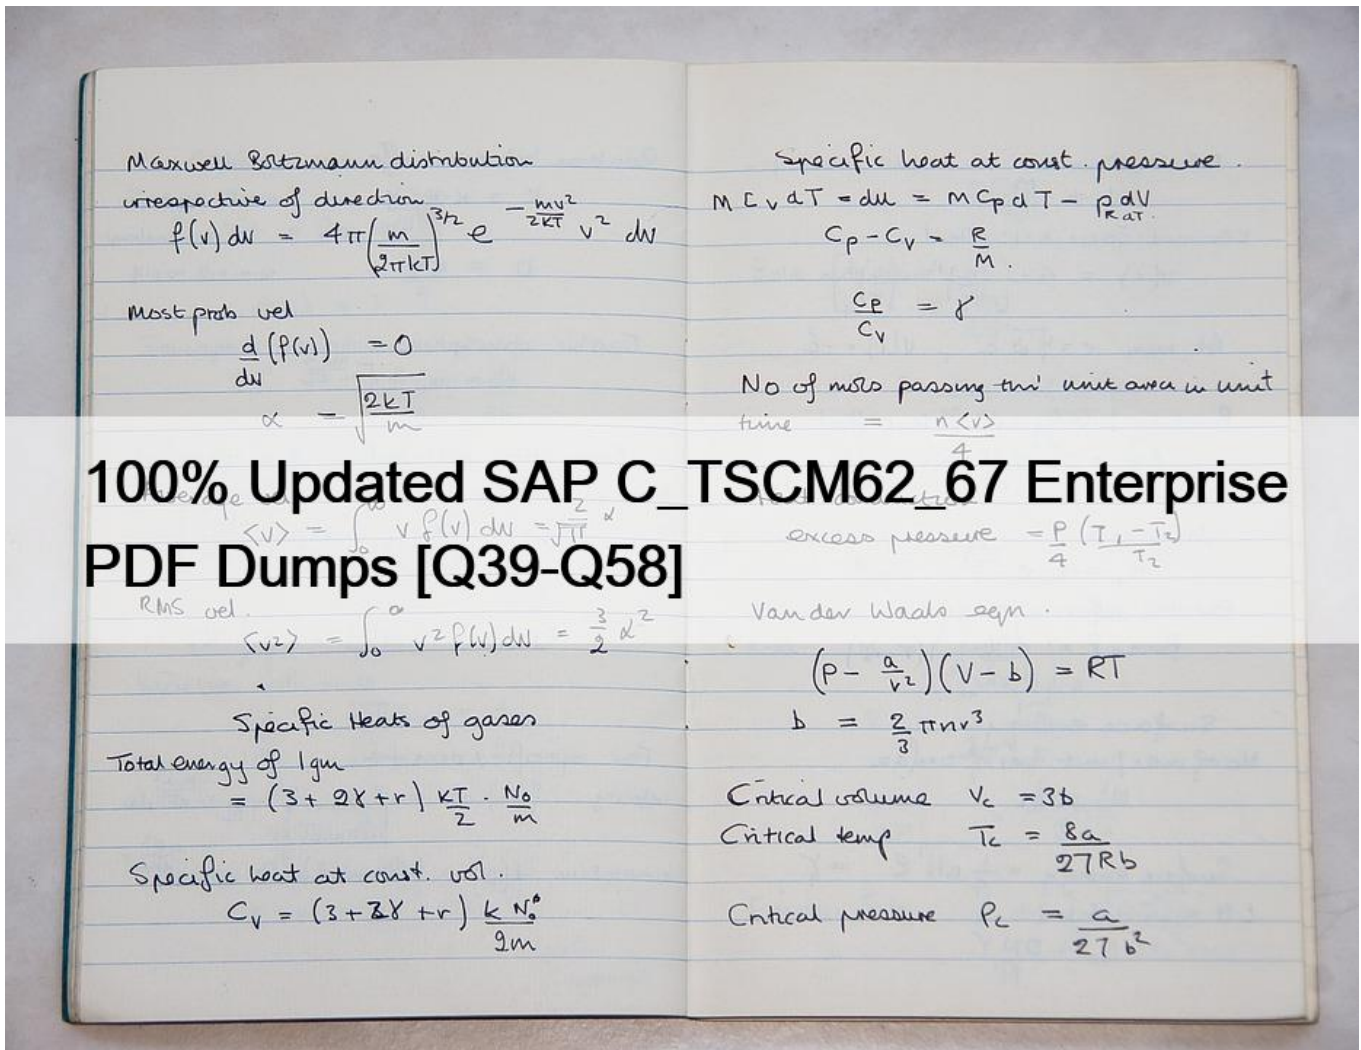 Maxwell Boltzmann distribution
irrespective of direction
f(v) dv = 4π(m/2πkT)^3/2 e^-mv²/2kT v² dv
Most prob vel
d/dv (f(v)) = 0
α = √2kT/m
<v> = ∫₀^∞ v f(v) dv = 2/√π α
RMS vel.
<v²> = ∫₀^∞ v² f(v) dv = 3/2 α²
Specific Heats of gases
Total energy of 1gm
= (3 + 2γ + r) kT/2 · N₀/m
Specific heat at const. vol.
Cv = (3 + 2γ + r) k N₀/2m
100% Updated SAP C_TSCM62_67 Enterprise
PDF Dumps [Q39-Q58]
Specific heat at const. pressure.
M Cv dT = du = M Cp dT - p dV
Cp - Cv = R/M.
Cp/Cv = γ
No of mols passing thro' unit area in unit
time = n<v>/4
excess pressure = P/4 (T₁ - T₂)/T₂
Van der Waals eqn.
(P - a/v²)(V - b) = RT
b = 2/3 πnr³
Critical volume Vc = 3b
Critical temp Tc = 8a/27Rb
Critical pressure Pc = a/27b²